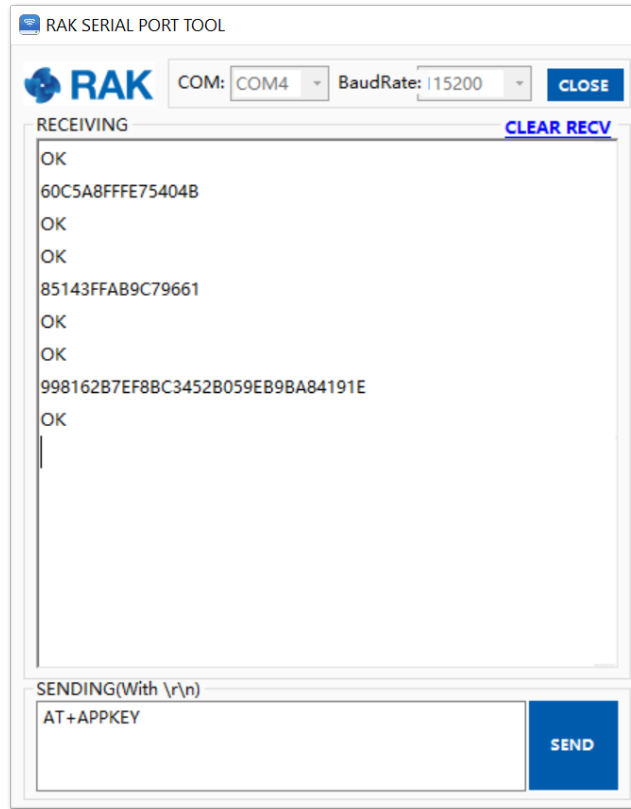 RAK SERIAL PORT TOOL
RAK COM: COM4 BaudRate: 115200 CLOSE
RECEIVING CLEAR RECV
OK
60C5A8FFFE75404B
OK
OK
85143FFAB9C79661
OK
OK
998162B7EF8BC3452B059EB9BA84191E
OK
SENDING(With \r\n)
AT+APPKEY
SEND